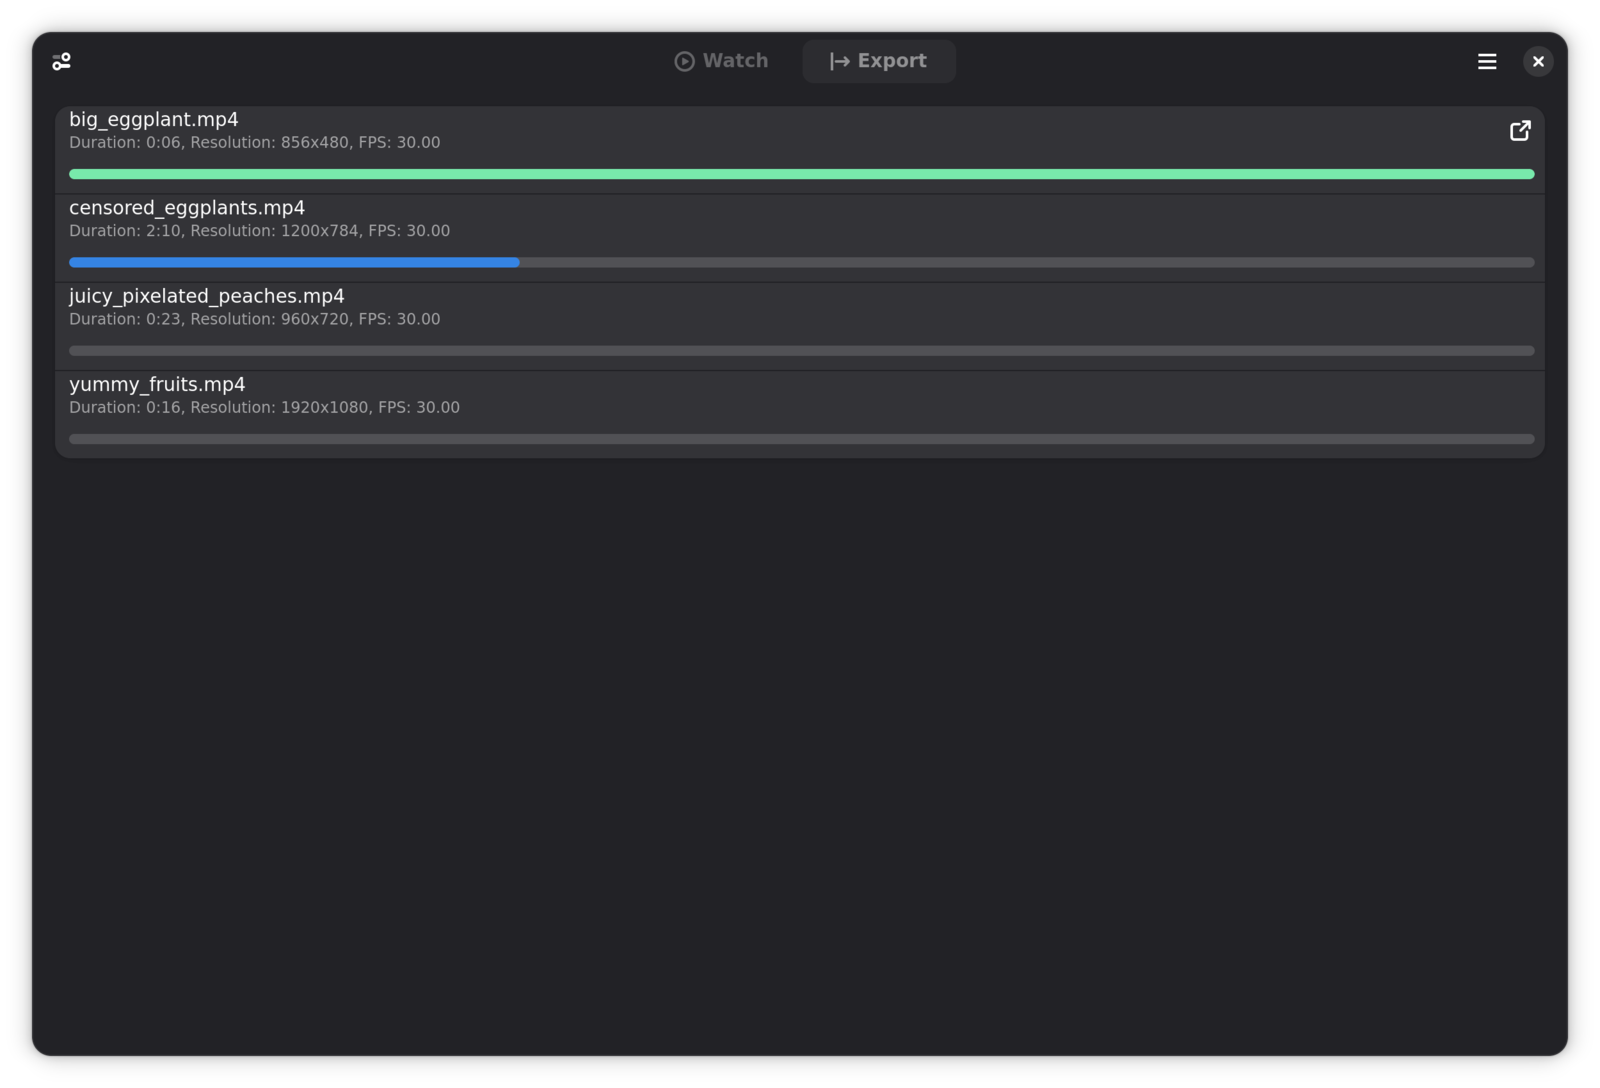 Watch
Export
big_eggplant.mp4
Duration: 0:06, Resolution: 856x480, FPS: 30.00
censored_eggplants.mp4
Duration: 2:10, Resolution: 1200x784, FPS: 30.00
juicy_pixelated_peaches.mp4
Duration: 0:23, Resolution: 960x720, FPS: 30.00
yummy_fruits.mp4
Duration: 0:16, Resolution: 1920x1080, FPS: 30.00